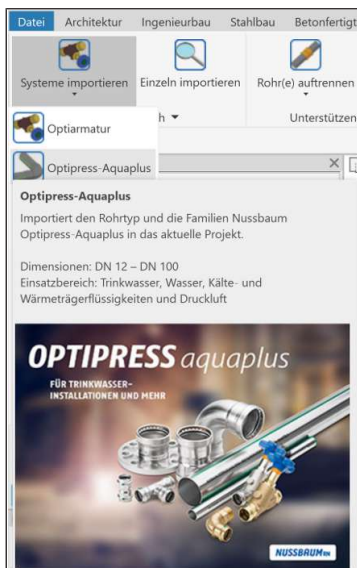 Datei Architektur Ingenieurbau Stahlbau Betonfertigt
Systeme importieren Einzeln importieren Rohr(e) auftrennen
Optiarmatur
h Unterstützen
Optipress-Aquaplus
Optipress-Aquaplus
Importiert den Rohrtyp und die Familien Nussbaum
Optipress-Aquaplus in das aktuelle Projekt.
Dimensionen: DN 12 – DN 100
Einsatzbereich: Trinkwasser, Wasser, Kälte- und
Wärmeträgerflüssigkeiten und Druckluft
OPTIPRESS aquaplus
FÜR TRINKWASSER-
INSTALLATIONEN UND MEHR
NUSSBAUM RN